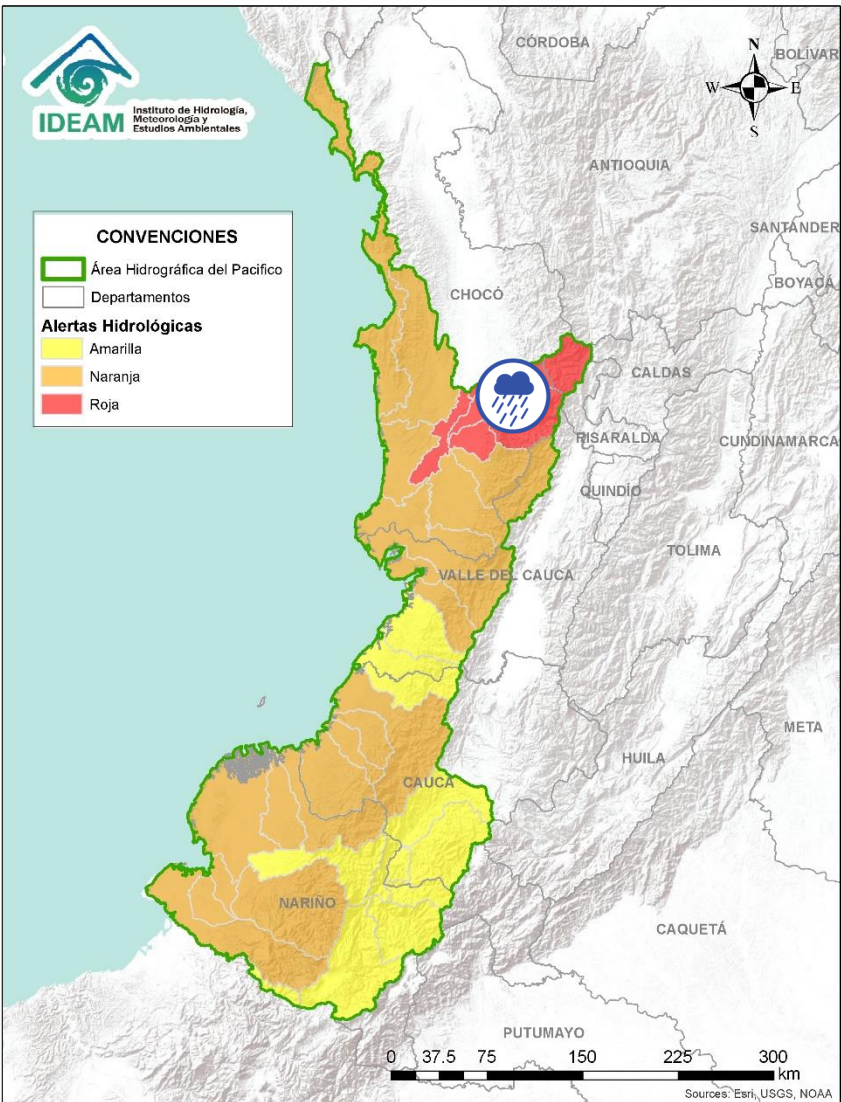 IDEAM
Instituto de Hidrología,
Meteorología y
Estudios Ambientales
N
W
E
S
CÓRDOBA
BOLIVAR
ANTIOQUIA
SANTANDER
BOYACÁ
CONVENCIONES
Área Hidrográfica del Pacifico
Departamentos
Alertas Hidrológicas
Amarilla
Naranja
Roja
CHOCÓ
CALDAS
RISARALDA
CUNDINAMARCA
QUINDÍO
TOLIMA
VALLE DEL CAUCA
META
HUILA
CAUCA
NARIÑO
CAQUETÁ
PUTUMAYO
0 37.5 75 150 225 300
km
Sources: Esri, USGS, NOAA